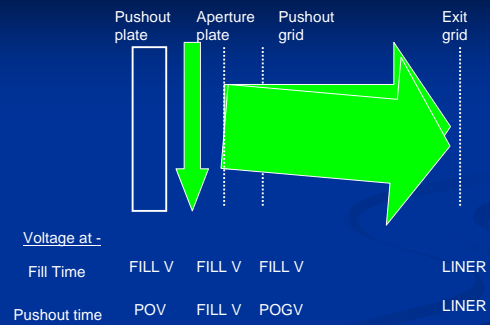 Pushout plate
Aperture plate
Pushout grid
Exit grid
Voltage at -
Fill Time FILL V FILL V FILL V LINER
Pushout time POV FILL V POGV LINER